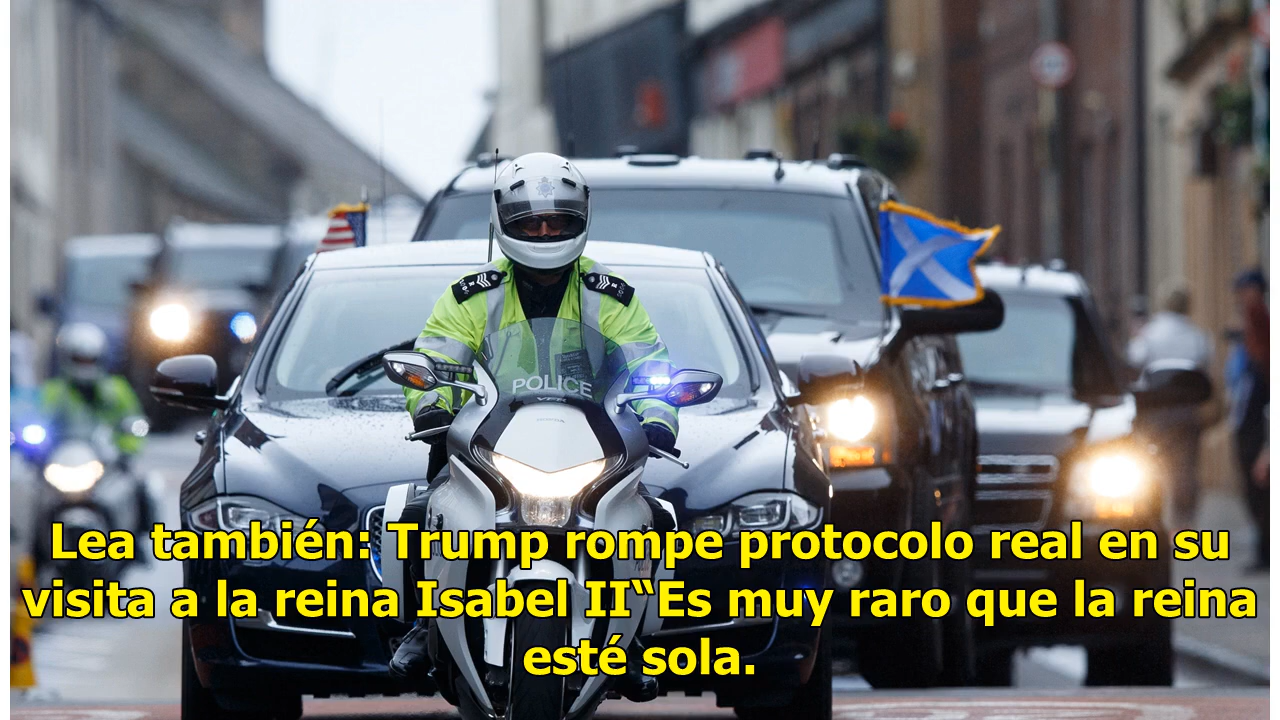 POLICE
Lea también: Trump rompe protocolo real en su
visita a la reina Isabel II“Es muy raro que la reina
esté sola.